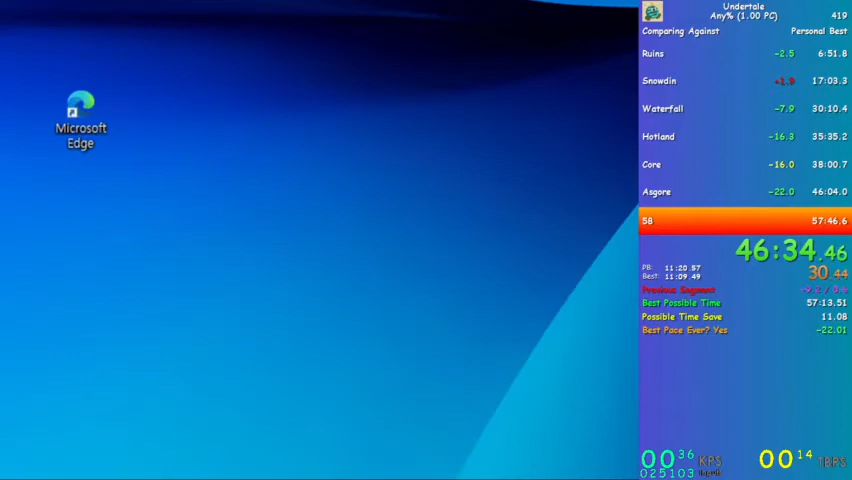 Microsoft
Edge
Undertale
Any% (1.00 PC) 419
Comparing Against Personal Best
Ruins -2.5 6:51.8
Snowdin +1.9 17:03.3
Waterfall -7.9 30:10.4
Hotland -16.3 35:35.2
Core -16.0 38:00.7
Asgore -22.0 46:04.0
58 57:46.6
46:34.46
PB: 11:20.57
Best: 11:09.49
30.44
Previous Segment
Best Possible Time 57:13.51
Possible Time Save 11.08
Best Pace Ever? Yes -22.01
00 36 KPS
025103 Inputs
00 14 TBPS